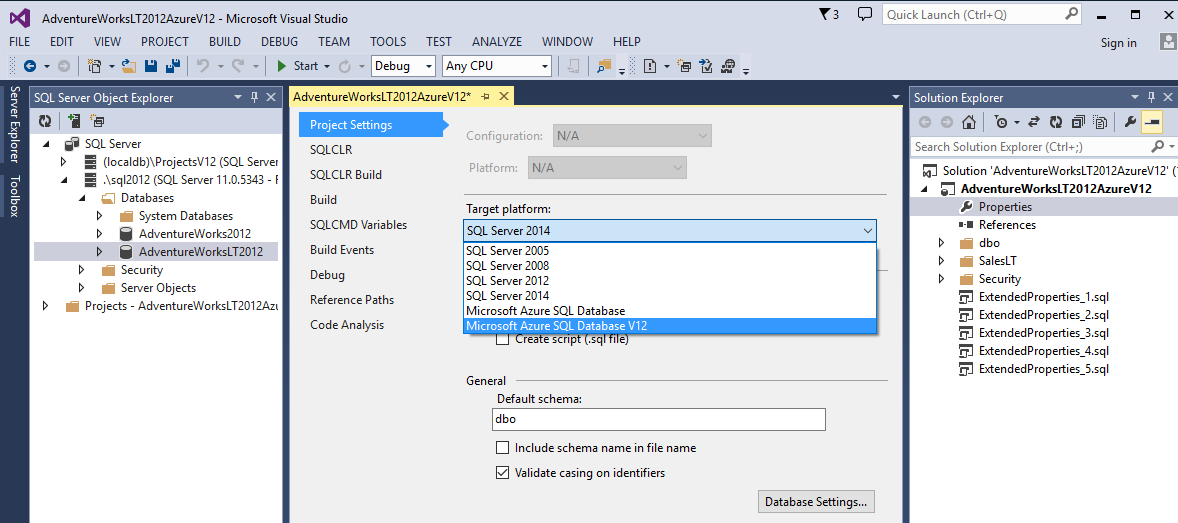 AdventureWorksLT2012AzureV12 - Microsoft Visual Studio
3
Quick Launch (Ctrl+Q)
FILE EDIT VIEW PROJECT BUILD DEBUG TEAM TOOLS TEST ANALYZE WINDOW HELP
Sign in
Start Debug Any CPU
Server Explorer
Toolbox
SQL Server Object Explorer
SQL Server
(localdb)\ProjectsV12 (SQL Server
.\sql2012 (SQL Server 11.0.5343 - F
Databases
System Databases
AdventureWorks2012
AdventureWorksLT2012
Security
Server Objects
Projects - AdventureWorksLT2012Azu
AdventureWorksLT2012AzureV12*
Project Settings
SQLCLR
SQLCLR Build
Build
SQLCMD Variables
Build Events
Debug
Reference Paths
Code Analysis
Configuration: N/A
Platform: N/A
Target platform:
SQL Server 2014
SQL Server 2005
SQL Server 2008
SQL Server 2012
SQL Server 2014
Microsoft Azure SQL Database
Microsoft Azure SQL Database V12
Create script (.sql file)
General
Default schema:
dbo
Include schema name in file name
Validate casing on identifiers
Database Settings...
Solution Explorer
Search Solution Explorer (Ctrl+;)
Solution 'AdventureWorksLT2012AzureV12' (
AdventureWorksLT2012AzureV12
Properties
References
dbo
SalesLT
Security
ExtendedProperties_1.sql
ExtendedProperties_2.sql
ExtendedProperties_3.sql
ExtendedProperties_4.sql
ExtendedProperties_5.sql